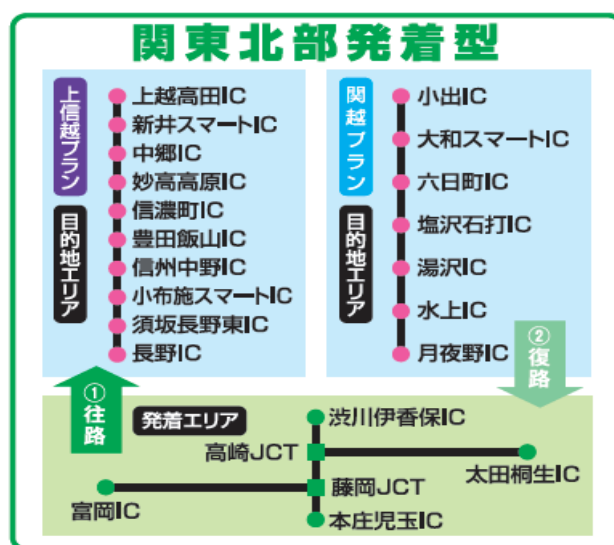 関東北部発着型
上信越プラン
目的地エリア
上越高田IC
新井スマートIC
中郷IC
妙高高原IC
信濃町IC
豊田飯山IC
信州中野IC
小布施スマートIC
須坂長野東IC
長野IC
関越プラン
目的地エリア
小出IC
大和スマートIC
六日町IC
塩沢石打IC
湯沢IC
水上IC
月夜野IC
①往路
②復路
発着エリア
渋川伊香保IC
高崎JCT
太田桐生IC
藤岡JCT
富岡IC
本庄児玉IC